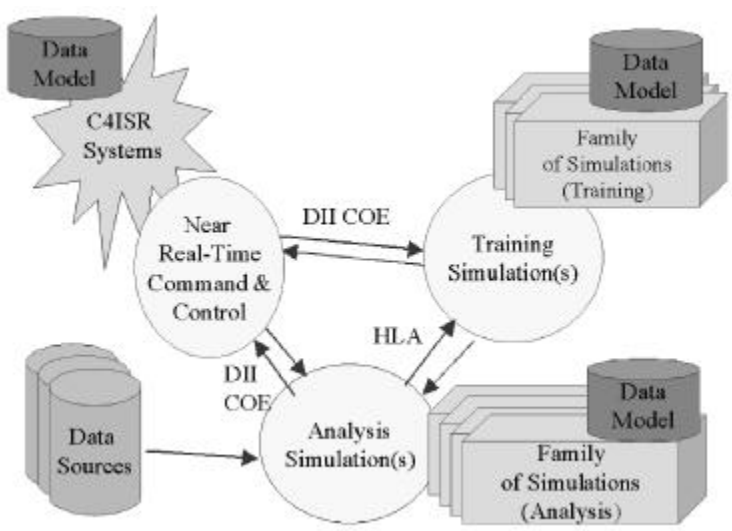 Data
Model
C4ISR
Systems
Data
Model
Family
of Simulations
(Training)
Near
Real-Time
Command &
Control
DII COE
Training
Simulation(s)
HLA
DII
COE
Data
Sources
Analysis
Simulation(s)
Data
Model
Family
of Simulations
(Analysis)